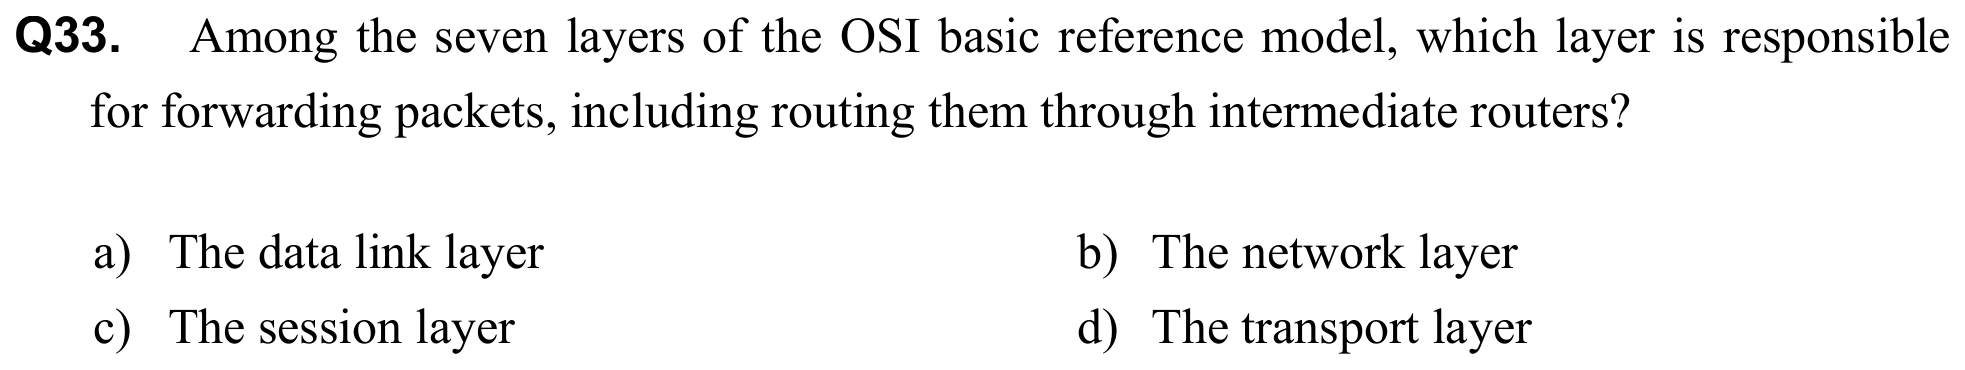 Q33. Among the seven layers of the OSI basic reference model, which layer is responsible
for forwarding packets, including routing them through intermediate routers?
a) The data link layer b) The network layer
c) The session layer d) The transport layer